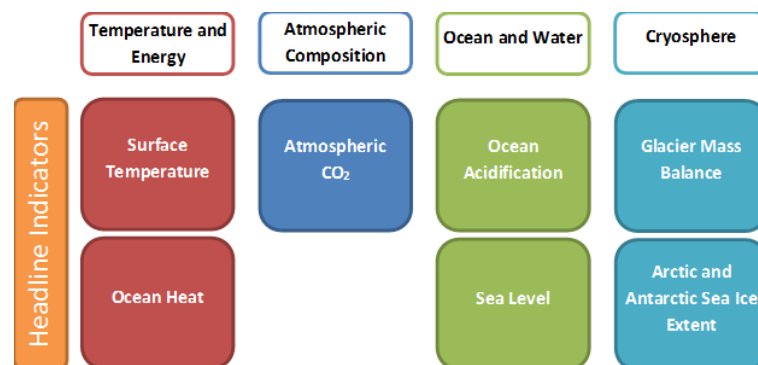 Temperature and
Energy
Atmospheric
Composition
Ocean and Water
Cryosphere
Headline Indicators
Surface
Temperature
Atmospheric
CO₂
Ocean
Acidification
Glacier Mass
Balance
Ocean Heat
Sea Level
Arctic and
Antarctic Sea Ice
Extent